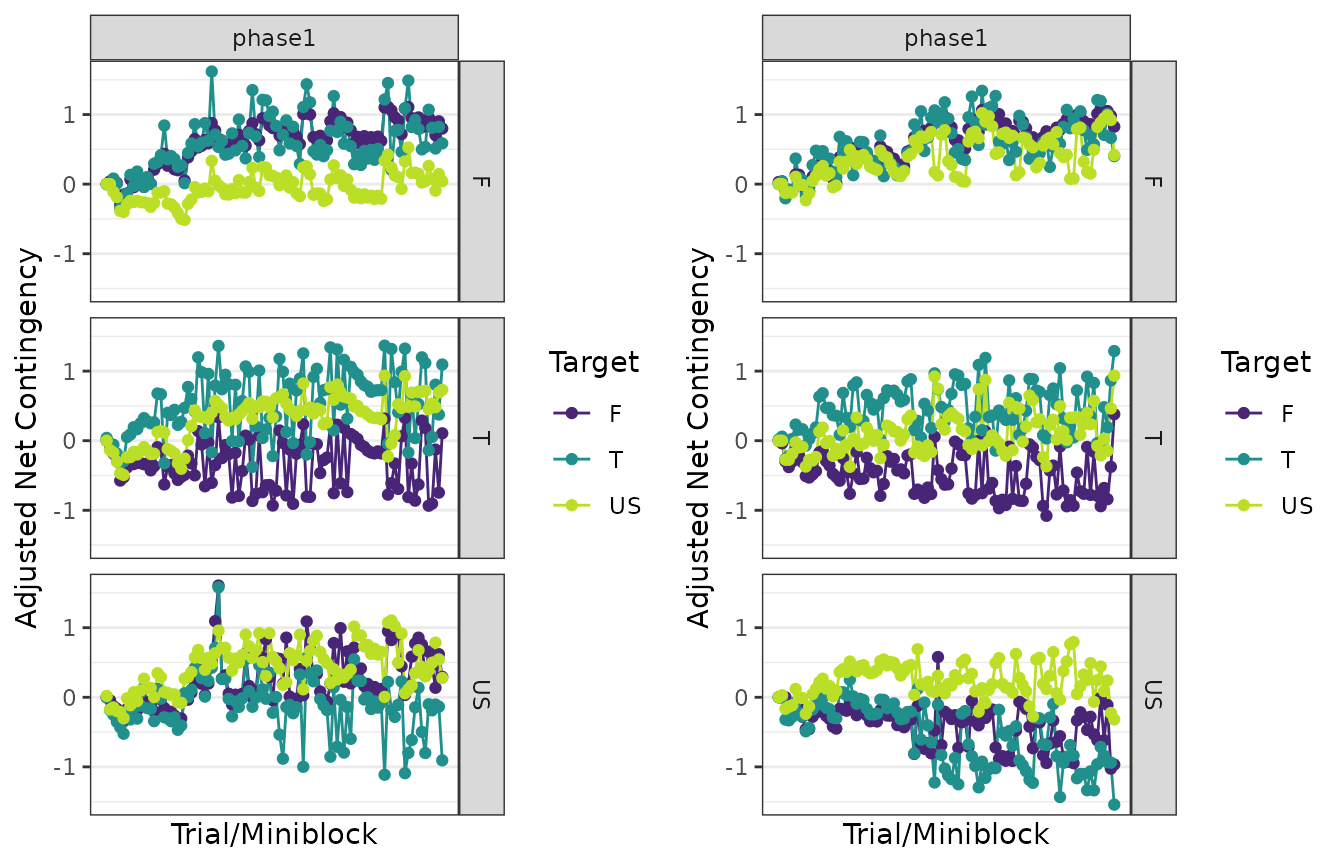 phase1
Adjusted Net Contingency
1
0
-1
F
1
0
-1
T
1
0
-1
US
Trial/Miniblock
Target
F
T
US
phase1
Adjusted Net Contingency
1
0
-1
F
1
0
-1
T
1
0
-1
US
Trial/Miniblock
Target
F
T
US